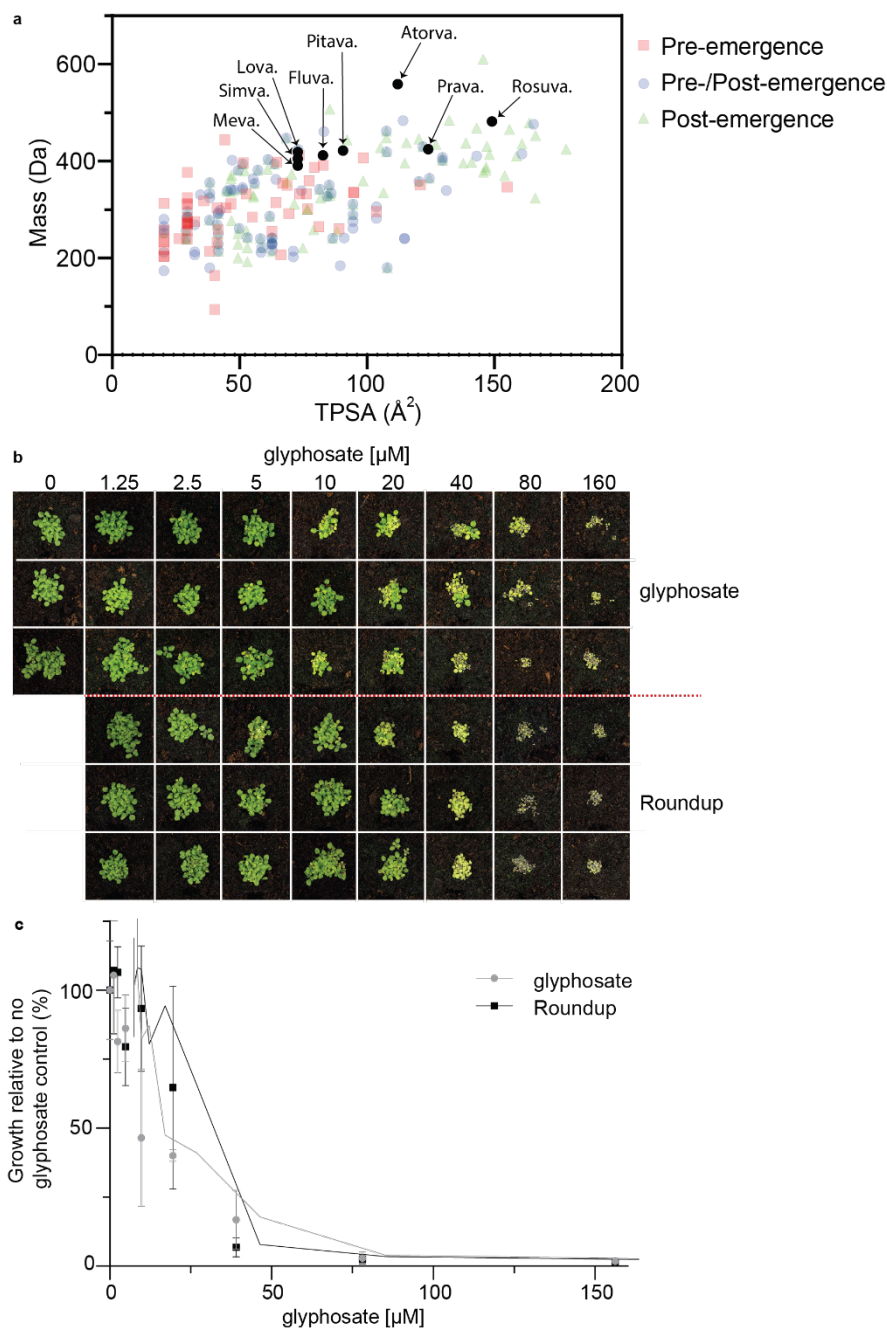 a
600
400
200
0
Mass (Da)
Atorva.
Pitava.
Lova.
Fluva.
Simva.
Prava.
Rosuva.
Meva.
0 50 100 150 200
TPSA (Å²)
Pre-emergence
Pre-/Post-emergence
Post-emergence
b
glyphosate [µM]
0 1.25 2.5 5 10 20 40 80 160
glyphosate
Roundup
c
Growth relative to no
glyphosate control (%)
100
50
0
glyphosate
Roundup
0 50 100 150
glyphosate [µM]